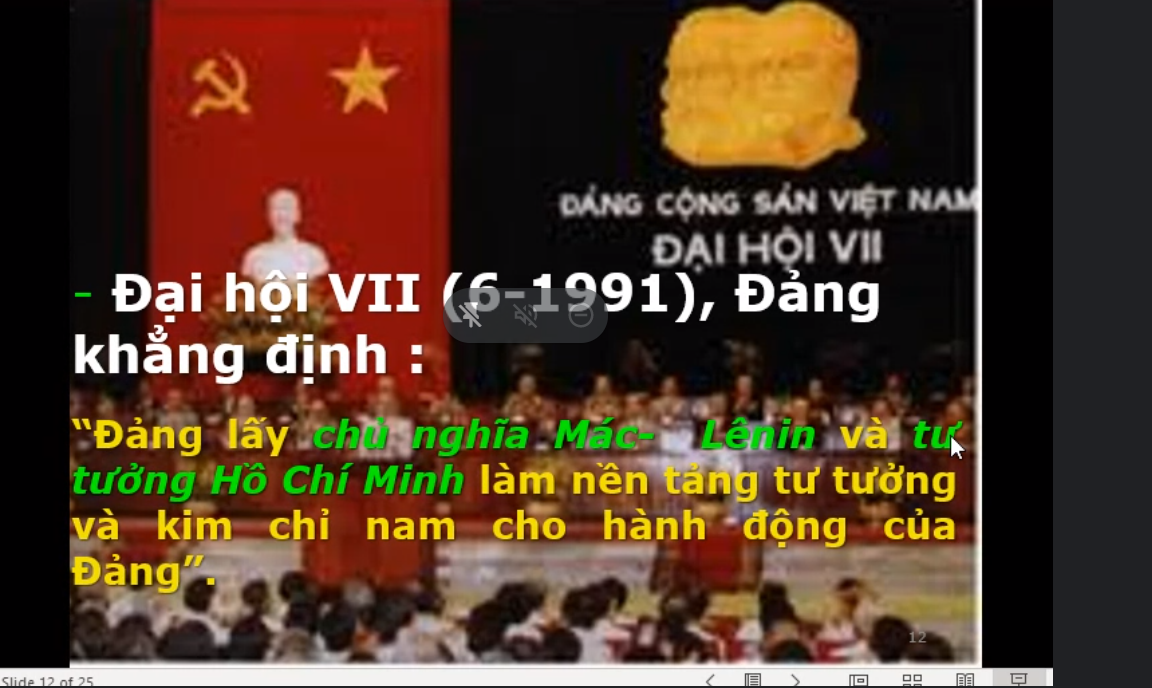 ĐẢNG CỘNG SẢN VIỆT NAM
ĐẠI HỘI VII
- Đại hội VII (6-1991), Đảng
khẳng định :
“Đảng lấy chủ nghĩa Mác- Lênin và tư
tưởng Hồ Chí Minh làm nền tảng tư tưởng
và kim chỉ nam cho hành động của
Đảng”.
12
Slide 12 of 25